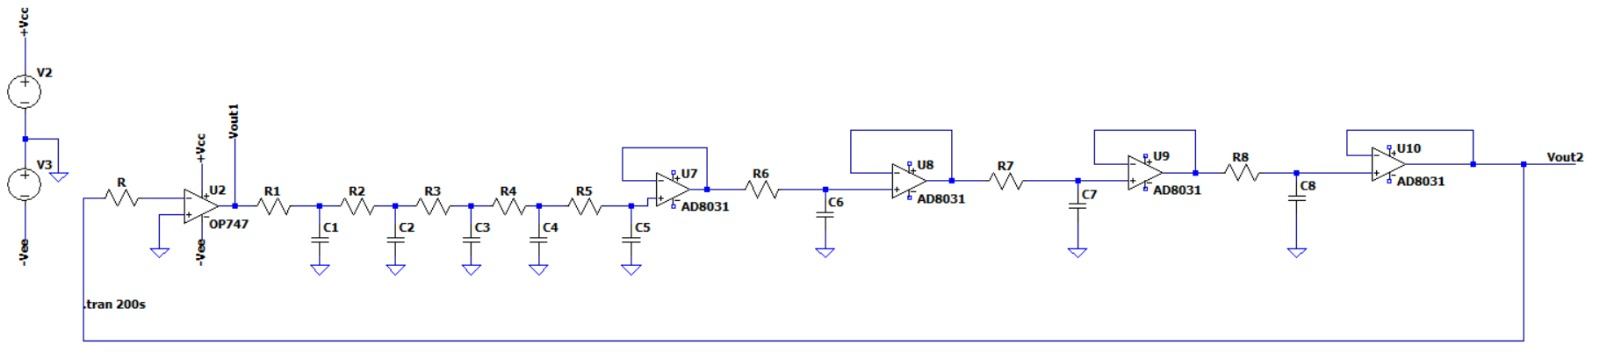 +Vcc
V2
V3
-Vee
R
+Vcc
U2
OP747
-Vee
Vout1
R1
C1
R2
C2
R3
C3
R4
C4
R5
C5
U7
AD8031
R6
C6
U8
AD8031
R7
C7
U9
AD8031
R8
C8
U10
AD8031
Vout2
.tran 200s